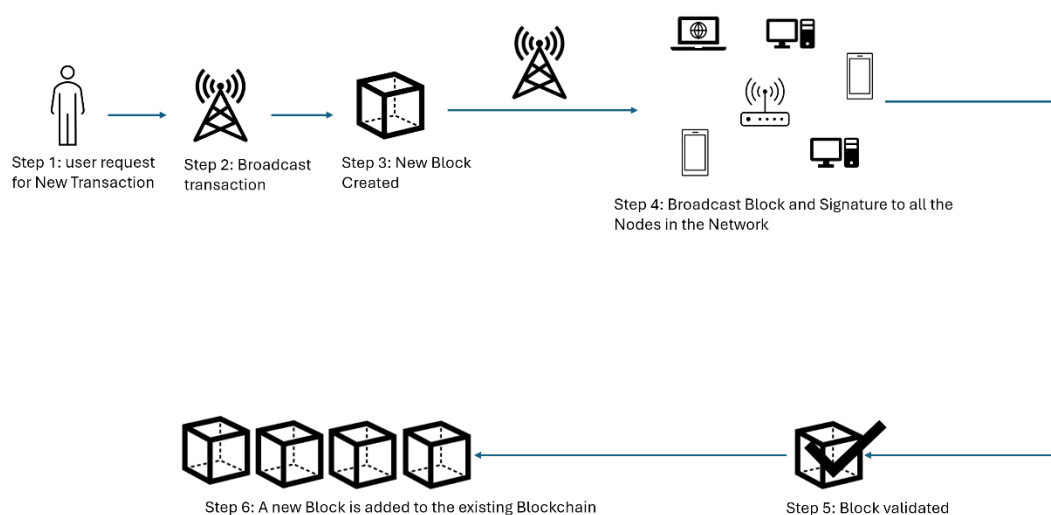 Step 1: user request
for New Transaction
Step 2: Broadcast
transaction
Step 3: New Block
Created
Step 4: Broadcast Block and Signature to all the
Nodes in the Network
Step 6: A new Block is added to the existing Blockchain
Step 5: Block validated